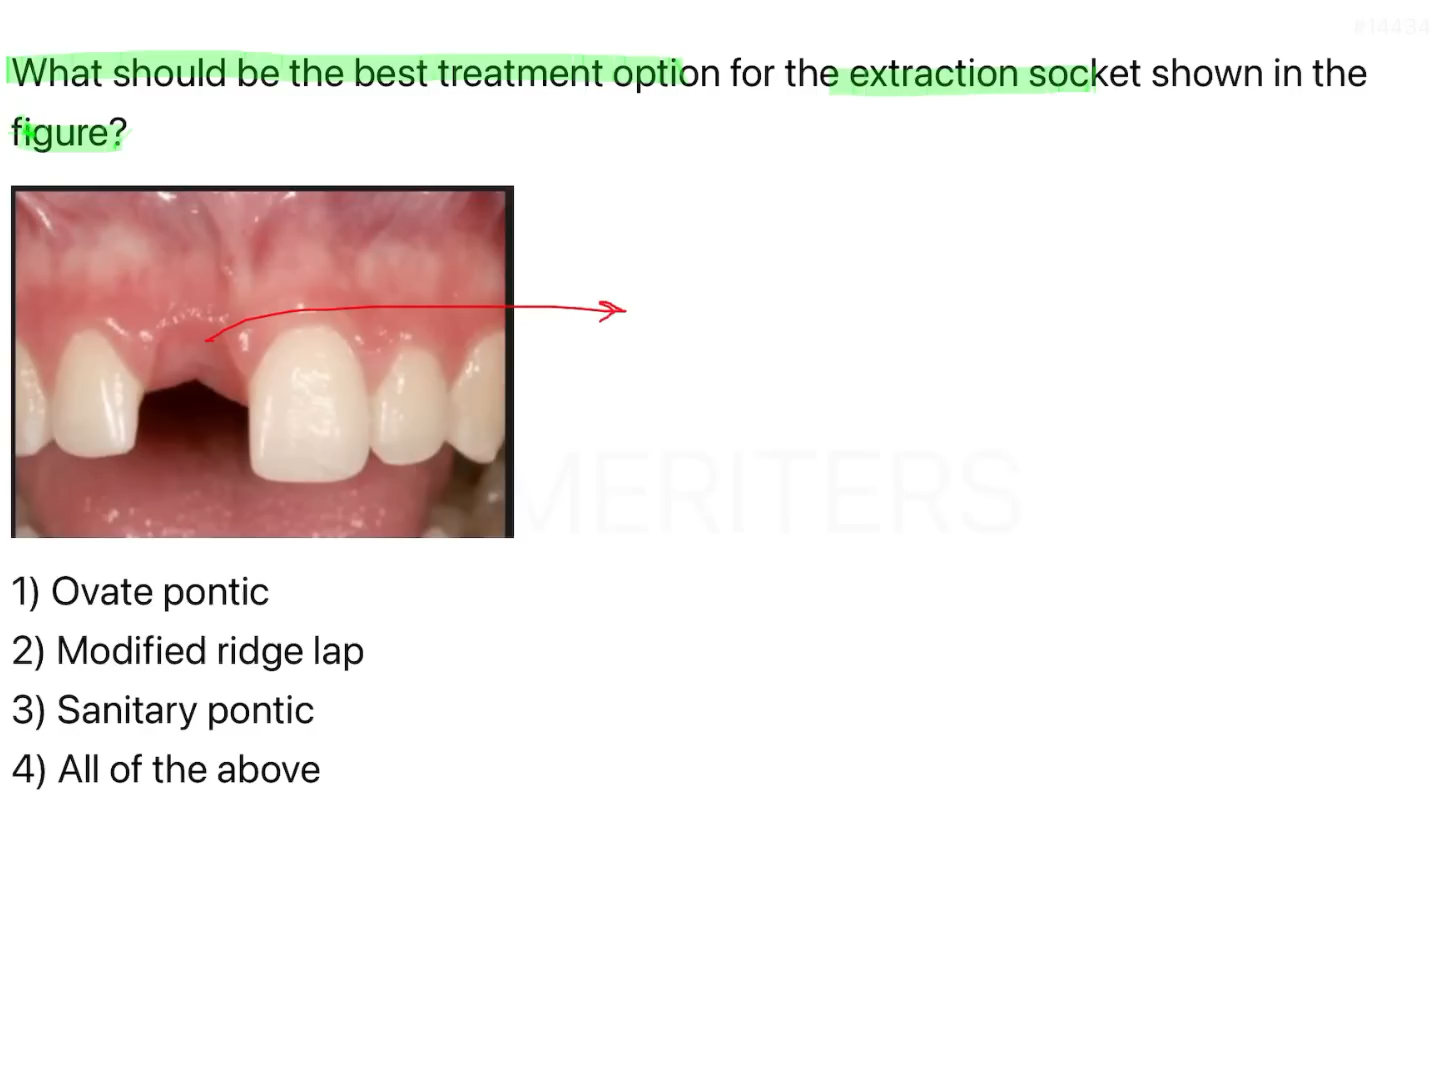 #14434
What should be the best treatment option for the extraction socket shown in the
figure?
MERITERS
1) Ovate pontic
2) Modified ridge lap
3) Sanitary pontic
4) All of the above